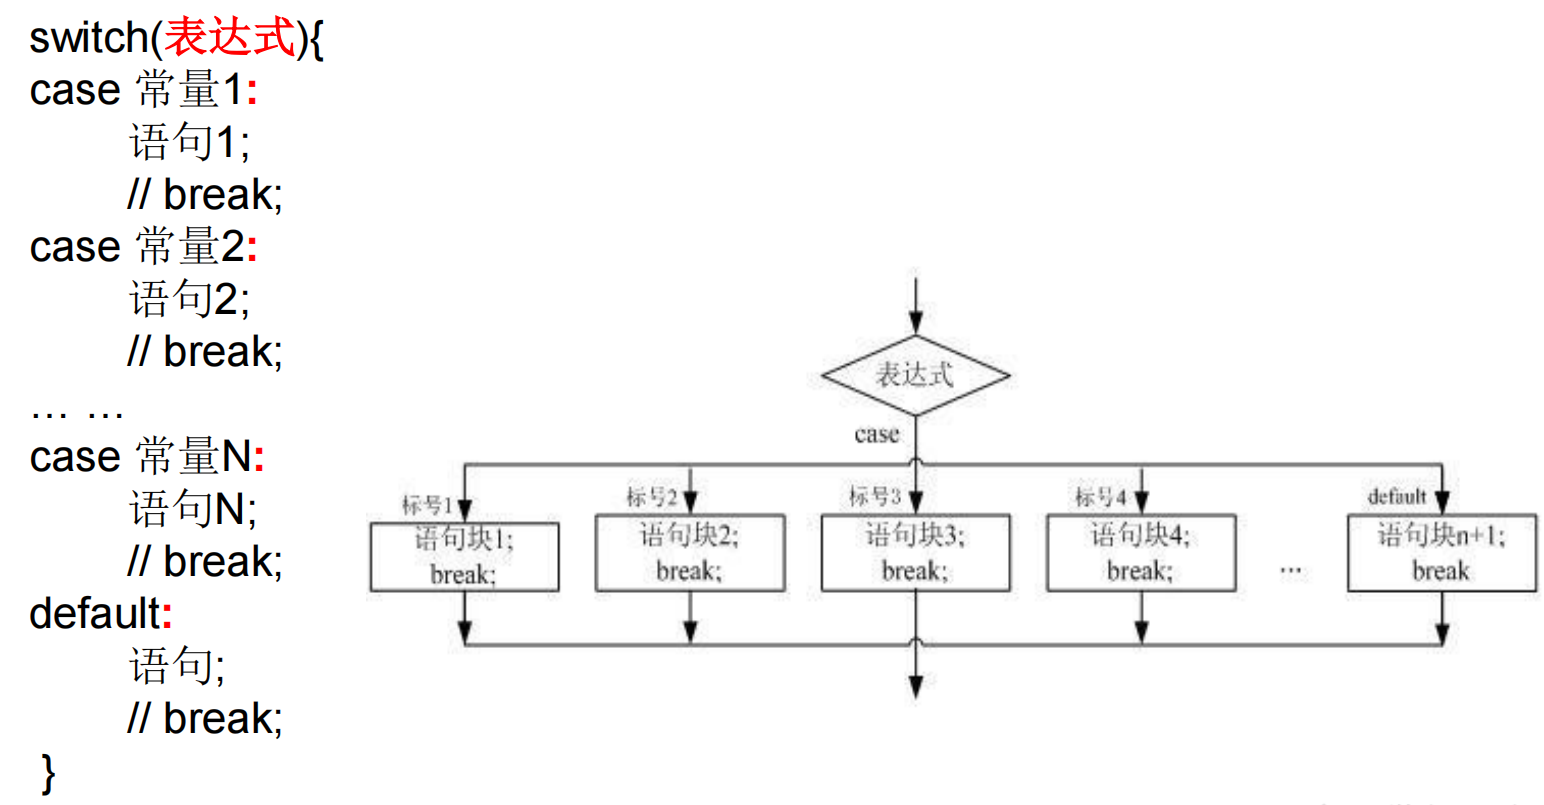 switch(表达式){
case 常量1:
语句1;
// break;
case 常量2:
语句2;
// break;
… …
case 常量N:
语句N;
// break;
default:
语句;
// break;
}
表达式
case
标号1
标号2
标号3
标号4
default
语句块1;
break;
语句块2;
break;
语句块3;
break;
语句块4;
break;
...
语句块n+1;
break